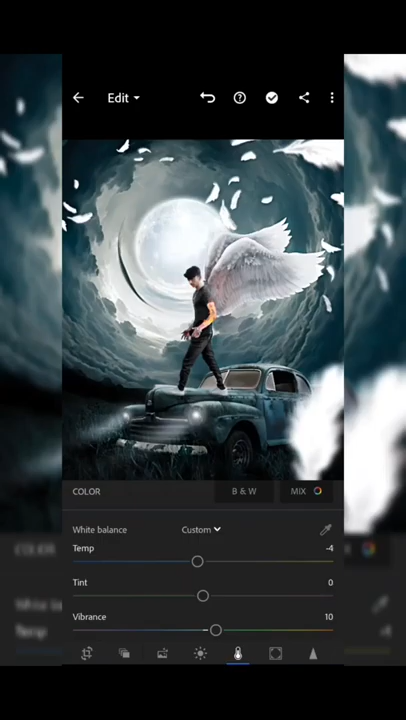 Edit
COLOR
B & W
MIX
White balance
Custom
Temp
-4
Tint
0
Vibrance
10